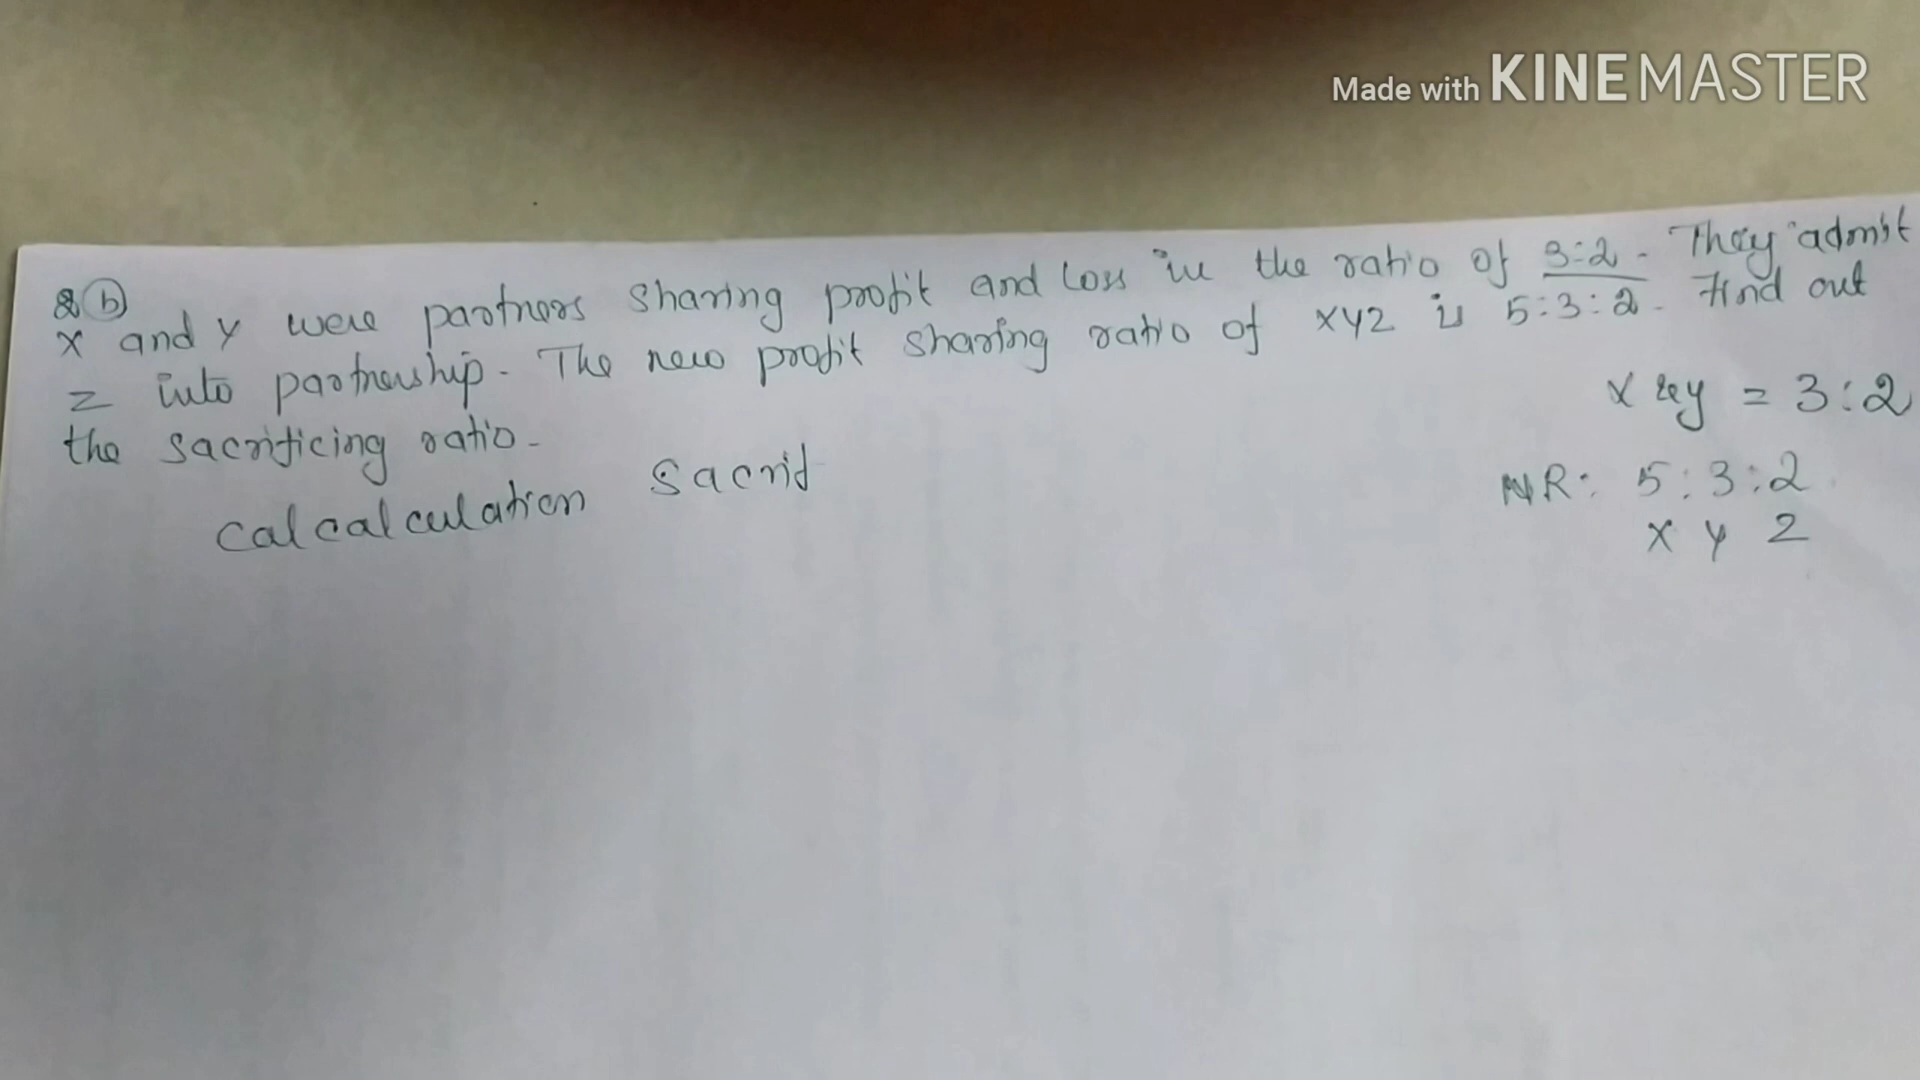 Made with KINEMASTER
Q (b)
X and Y were partners sharing profit and loss in the ratio of 3:2. They admit
Z into partnership. The new profit sharing ratio of XYZ is 5:3:2. Find out
the sacrificing ratio.
X & y = 3:2
calcalculation Sacrif
NR: 5:3:2
X y Z